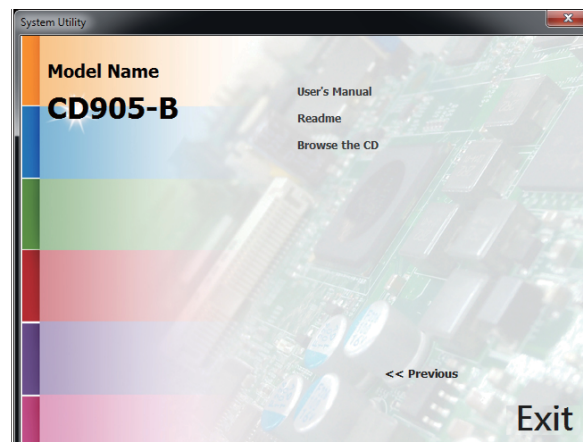 System Utility
Model Name
CD905-B
User's Manual
Readme
Browse the CD
<< Previous
Exit